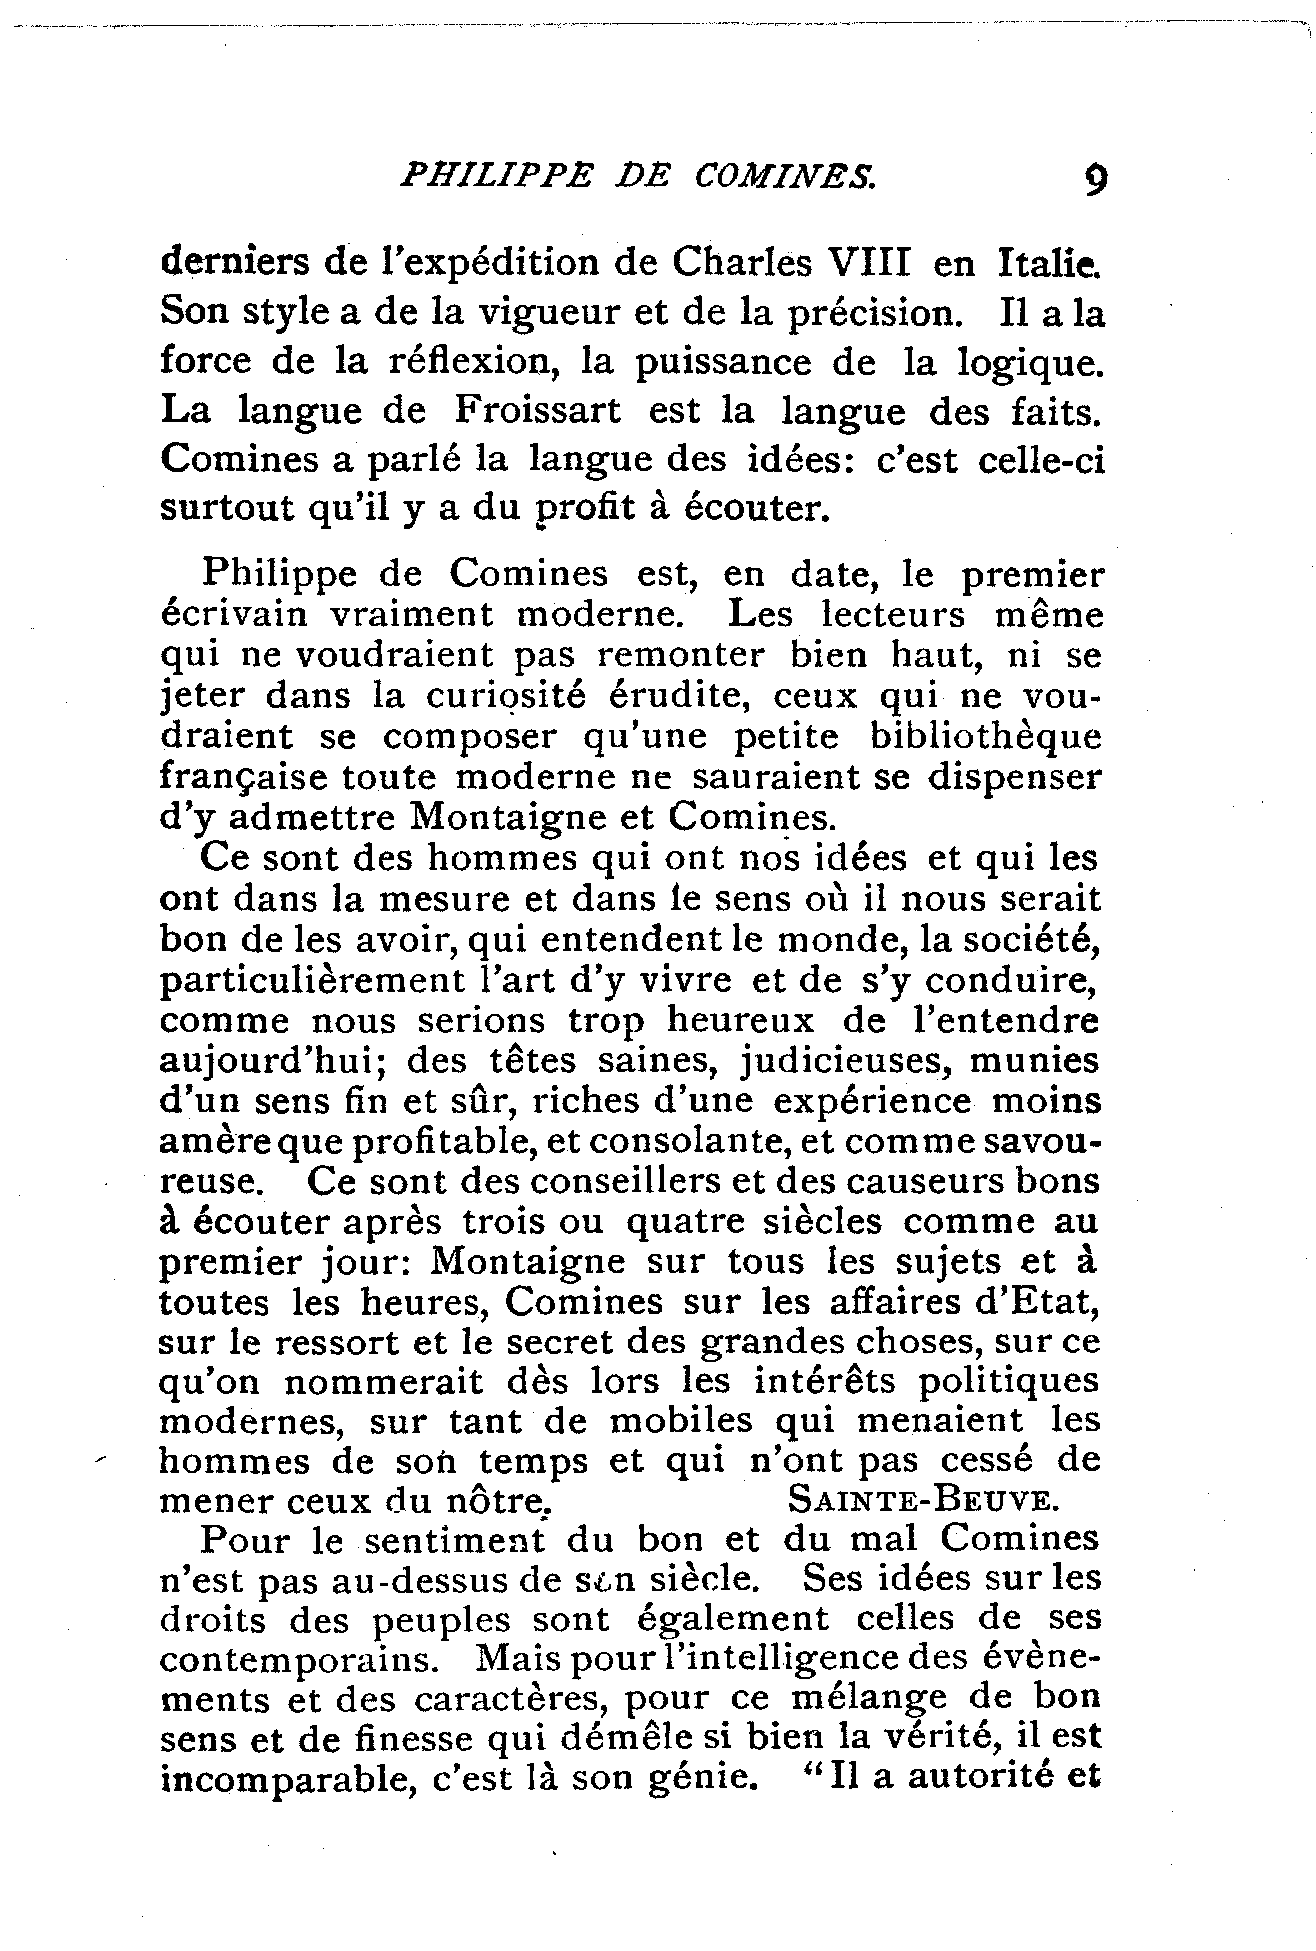 PHILIPPE DE COMINES. 9
derniers de l'expédition de Charles VIII en Italie.
Son style a de la vigueur et de la précision. Il a la
force de la réflexion, la puissance de la logique.
La langue de Froissart est la langue des faits.
Comines a parlé la langue des idées: c'est celle-ci
surtout qu'il y a du profit à écouter.
Philippe de Comines est, en date, le premier
écrivain vraiment moderne. Les lecteurs même
qui ne voudraient pas remonter bien haut, ni se
jeter dans la curiosité érudite, ceux qui ne vou-
draient se composer qu'une petite bibliothèque
française toute moderne ne sauraient se dispenser
d'y admettre Montaigne et Comines.
Ce sont des hommes qui ont nos idées et qui les
ont dans la mesure et dans le sens où il nous serait
bon de les avoir, qui entendent le monde, la société,
particulièrement l'art d'y vivre et de s'y conduire,
comme nous serions trop heureux de l'entendre
aujourd'hui; des têtes saines, judicieuses, munies
d'un sens fin et sûr, riches d'une expérience moins
amère que profitable, et consolante, et comme savou-
reuse. Ce sont des conseillers et des causeurs bons
à écouter après trois ou quatre siècles comme au
premier jour: Montaigne sur tous les sujets et à
toutes les heures, Comines sur les affaires d'Etat,
sur le ressort et le secret des grandes choses, sur ce
qu'on nommerait dès lors les intérêts politiques
modernes, sur tant de mobiles qui menaient les
hommes de son temps et qui n'ont pas cessé de
mener ceux du nôtre. SAINTE-BEUVE.
Pour le sentiment du bon et du mal Comines
n'est pas au-dessus de son siècle. Ses idées sur les
droits des peuples sont également celles de ses
contemporains. Mais pour l'intelligence des évène-
ments et des caractères, pour ce mélange de bon
sens et de finesse qui démêle si bien la vérité, il est
incomparable, c'est là son génie. “Il a autorité et